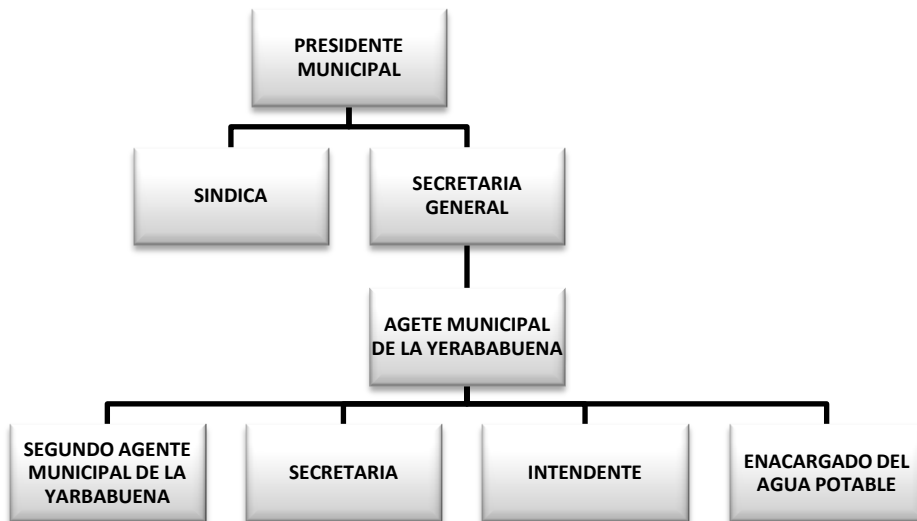 PRESIDENTE
MUNICIPAL
SINDICA
SECRETARIA
GENERAL
AGETE MUNICIPAL
DE LA YERABABUENA
SEGUNDO AGENTE
MUNICIPAL DE LA
YARBABUENA
SECRETARIA
INTENDENTE
ENACARGADO DEL
AGUA POTABLE